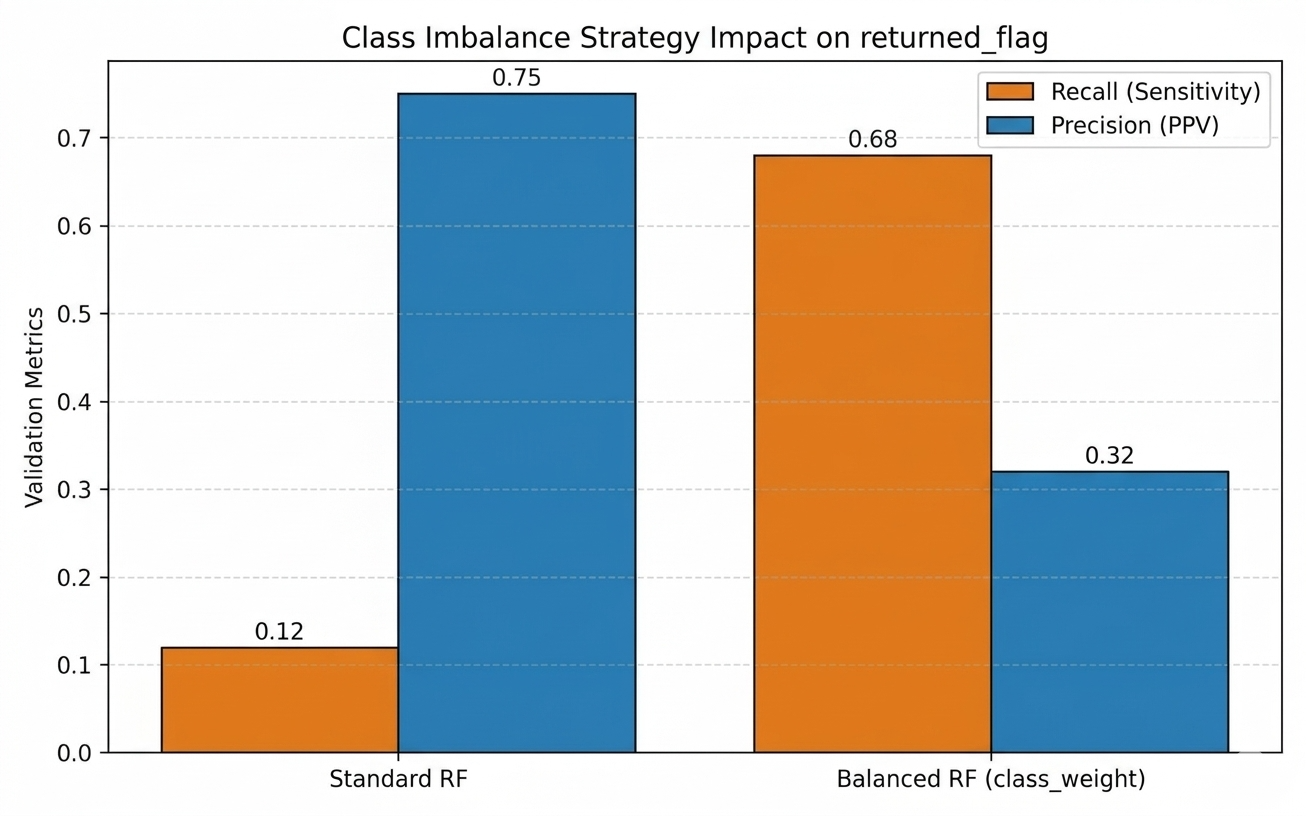 Class Imbalance Strategy Impact on returned_flag
Recall (Sensitivity)
Precision (PPV)
Validation Metrics
0.7
0.6
0.5
0.4
0.3
0.2
0.1
0.0
0.12
0.75
0.68
0.32
Standard RF
Balanced RF (class_weight)